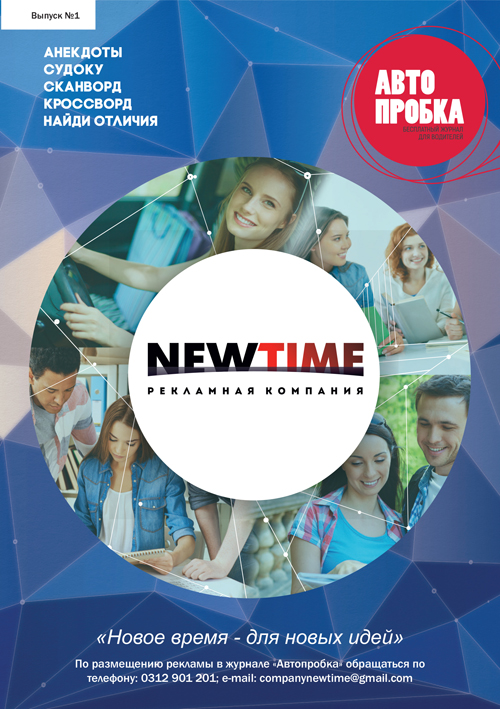 Выпуск №1
АНЕКДОТЫ
СУДОКУ
СКАНВОРД
КРОССВОРД
НАЙДИ ОТЛИЧИЯ
АВТО
ПРОБКА
БЕСПЛАТНЫЙ ЖУРНАЛ
ДЛЯ ВОДИТЕЛЕЙ
NEWTIME
РЕКЛАМНАЯ КОМПАНИЯ
«Новое время - для новых идей»
По размещению рекламы в журнале «Автопробка» обращаться по
телефону: 0312 901 201; e-mail: companynewtime@gmail.com